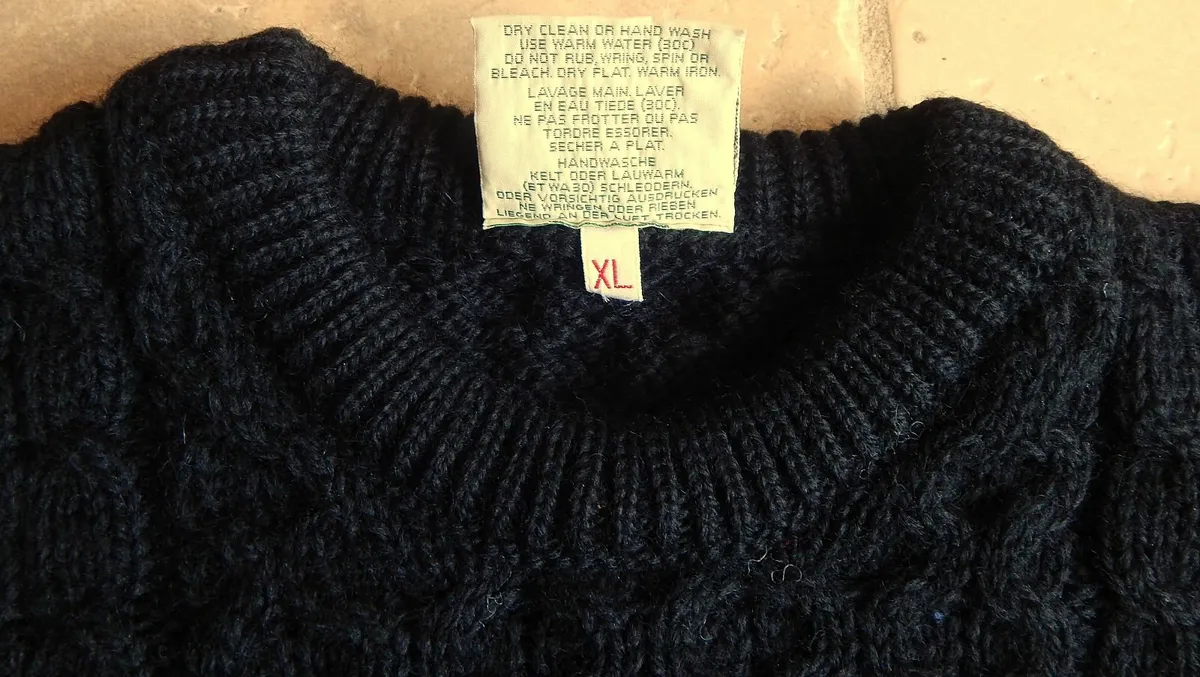 DRY CLEAN OR HAND WASH
USE WARM WATER (30C)
DO NOT RUB, WRING, SPIN OR
BLEACH. DRY FLAT. WARM IRON.
LAVAGE MAIN. LAVER
EN EAU TIEDE (30C).
NE PAS FROTTER OU PAS
TORDRE ESSORER.
SECHER A PLAT.
HANDWASCHE
KELT ODER LAUWARM
(ET WA30) SCHLEDDERN,
ODER VORSICHTIG AUSDRUCKEN
NE WRINGEN ODER RIEBEN
LIEGEND AN DER LUFT TROCKEN.
XL